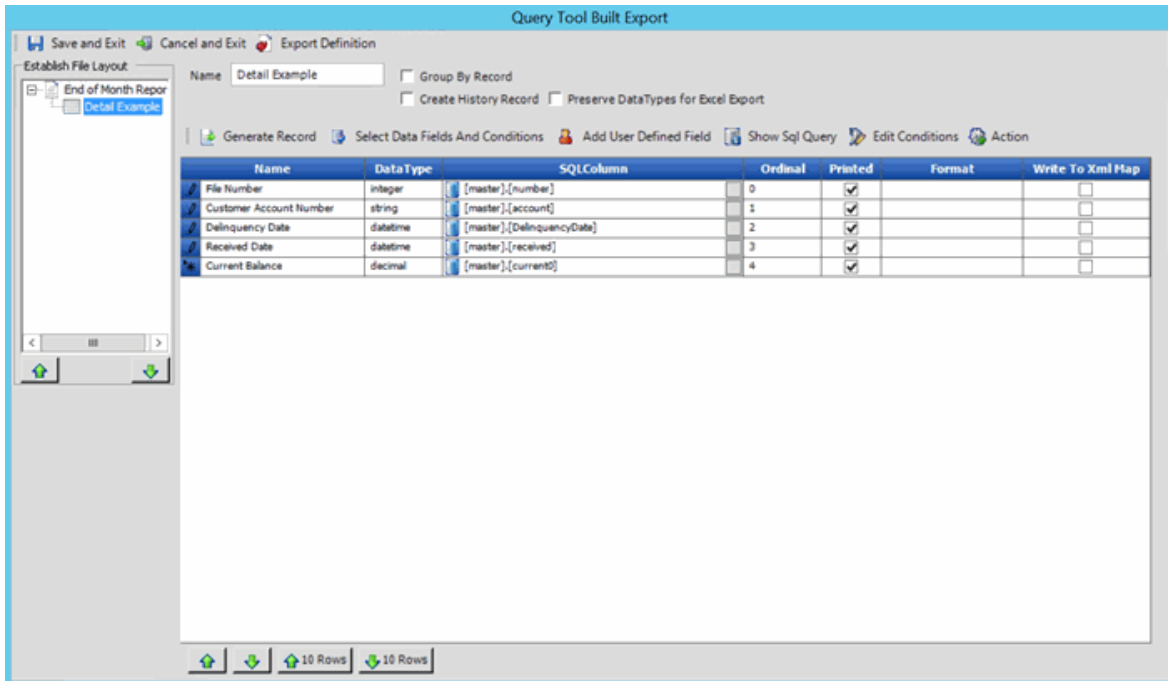 Query Tool Built Export
Save and Exit Cancel and Exit Export Definition
Establish File Layout
End of Month Repor
Detail Example
Name Detail Example Group By Record
Create History Record Preserve DataTypes for Excel Export
Generate Record Select Data Fields And Conditions Add User Defined Field Show Sql Query Edit Conditions Action
Name DataType SQLColumn Ordinal Printed Format Write To Xml Map
File Number integer [master].[number] 0
Customer Account Number string [master].[account] 1
Delinquency Date datetime [master].[DelinquencyDate] 2
Received Date datetime [master].[received] 3
Current Balance decimal [master].[current0] 4
10 Rows 10 Rows